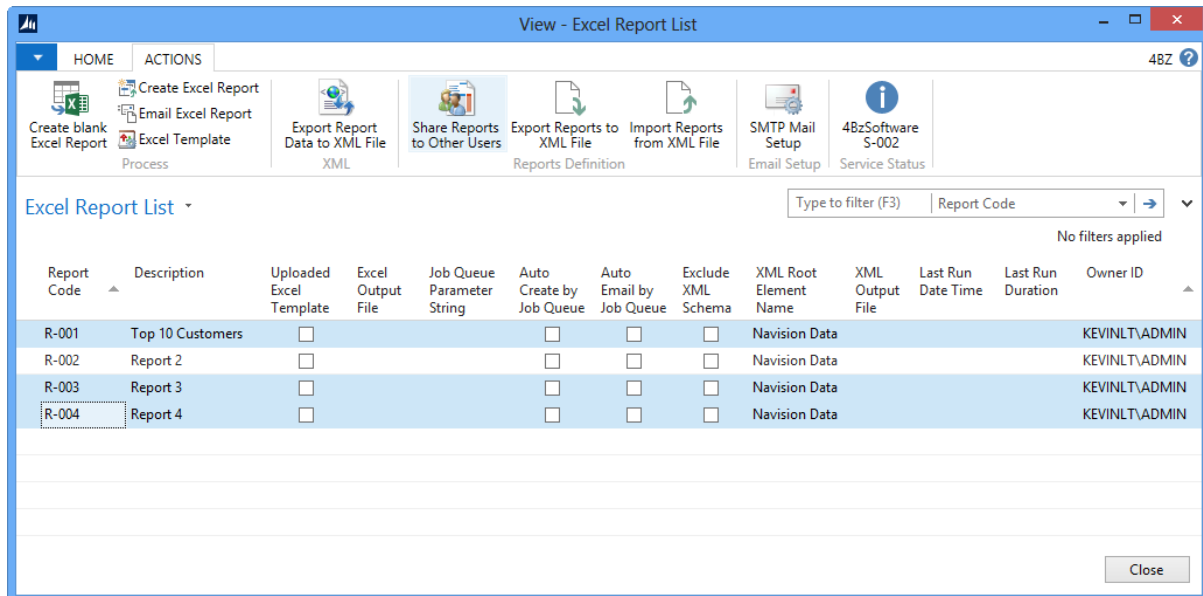 View - Excel Report List
HOME ACTIONS 4BZ ?
Create blank
Excel Report
Create Excel Report
Email Excel Report
Excel Template
Process
Export Report
Data to XML File
XML
Share Reports
to Other Users
Export Reports to
XML File
Import Reports
from XML File
Reports Definition
SMTP Mail
Setup
Email Setup
4BzSoftware
S-002
Service Status
Excel Report List
Type to filter (F3) Report Code
No filters applied
Report Code Description Uploaded Excel Template Excel Output File Job Queue Parameter String Auto Create by Job Queue Auto Email by Job Queue Exclude XML Schema XML Root Element Name XML Output File Last Run Date Time Last Run Duration Owner ID
R-001 Top 10 Customers Navision Data KEVINLT\ADMIN
R-002 Report 2 Navision Data KEVINLT\ADMIN
R-003 Report 3 Navision Data KEVINLT\ADMIN
R-004 Report 4 Navision Data KEVINLT\ADMIN
Close